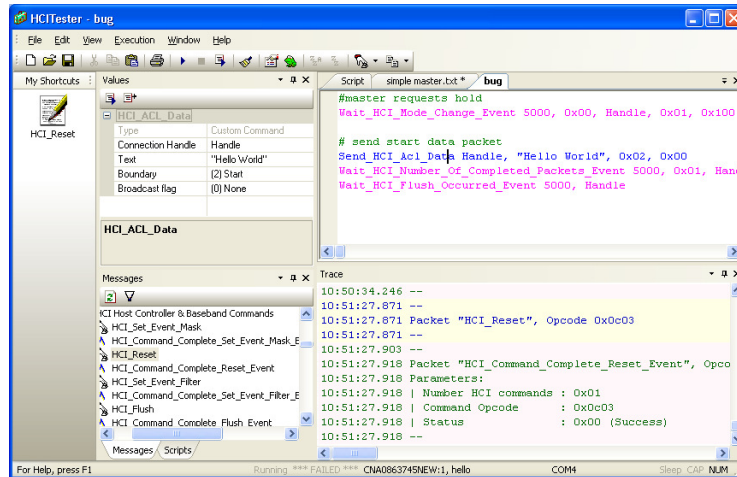 HCITester - bug
File Edit View Execution Window Help
My Shortcuts
HCI_Reset
Values
HCI_ACL_Data
Type Custom Command
Connection Handle Handle
Text "Hello World"
Boundary (2) Start
Broadcast flag (0) None
HCI_ACL_Data
Messages
HCI Host Controller & Baseband Commands
HCI_Set_Event_Mask
HCI_Command_Complete_Set_Event_Mask_E
HCI_Reset
HCI_Command_Complete_Reset_Event
HCI_Set_Event_Filter
HCI_Command_Complete_Set_Event_Filter_E
HCI_Flush
HCI_Command_Complete_Flush_Event
Messages Scripts
Script simple master.txt * bug
#master requests hold
Wait_HCI_Mode_Change_Event 5000, 0x00, Handle, 0x01, 0x100
# send start data packet
Send_HCI_Acl_Data Handle, "Hello World", 0x02, 0x00
Wait_HCI_Number_Of_Completed_Packets_Event 5000, 0x01, Han
Wait_HCI_Flush_Occurred_Event 5000, Handle
Trace
10:50:34.246 --
10:51:27.871 --
10:51:27.871 Packet "HCI_Reset", Opcode 0x0c03
10:51:27.871 --
10:51:27.903 --
10:51:27.918 Packet "HCI_Command_Complete_Reset_Event", Opco
10:51:27.918 Parameters:
10:51:27.918 | Number HCI commands : 0x01
10:51:27.918 | Command Opcode : 0x0c03
10:51:27.918 | Status : 0x00 (Success)
10:51:27.918 --
For Help, press F1 Running *** FAILED *** CNA0863745NEW:1, hello COM4 Sleep CAP NUM